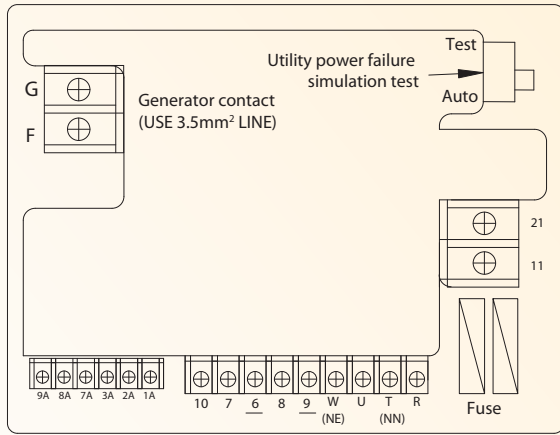 Test
Utility power failure
simulation test
Auto
G
Generator contact
(USE 3.5mm² LINE)
F
21
11
9A 8A 7A 3A 2A 1A
10 7 6 8 9 W U T R
(NE) (NN)
Fuse